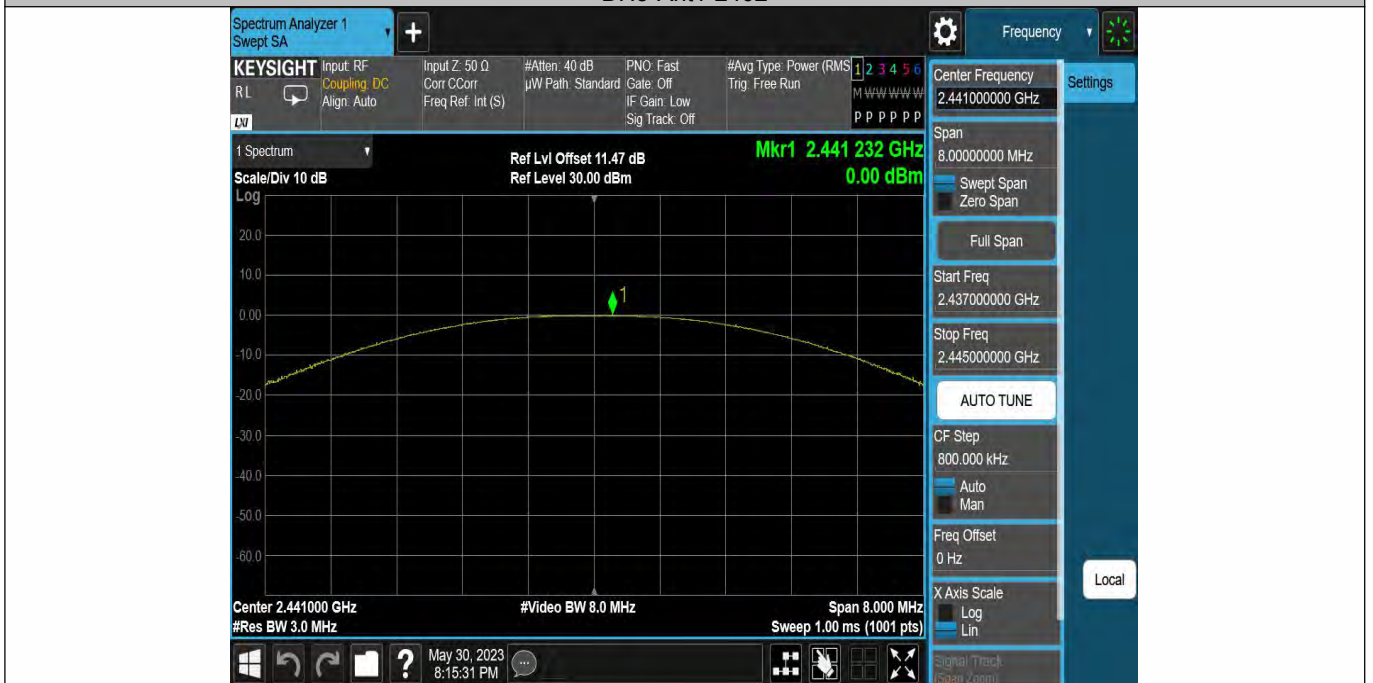 Spectrum Analyzer 1
Swept SA
+
Frequency
KEYSIGHT
RL
LXI
Input: RF
Coupling: DC
Align: Auto
Input Z: 50 Ω
Corr CCorr
Freq Ref: Int (S)
#Atten: 40 dB
µW Path: Standard
PNO: Fast
Gate: Off
IF Gain: Low
Sig Track: Off
#Avg Type: Power (RMS
Trig: Free Run
1 2 3 4 5 6
M W W W W W
P P P P P P
Center Frequency
2.441000000 GHz
Settings
Span
8.00000000 MHz
Swept Span
Zero Span
Full Span
Start Freq
2.437000000 GHz
Stop Freq
2.445000000 GHz
AUTO TUNE
CF Step
800.000 kHz
Auto
Man
Freq Offset
0 Hz
X Axis Scale
Log
Lin
Signal Track
(Span Zoom)
Local
1 Spectrum
Scale/Div 10 dB
Log
Ref Lvl Offset 11.47 dB
Ref Level 30.00 dBm
Mkr1 2.441 232 GHz
0.00 dBm
20.0
10.0
1
0.00
-10.0
-20.0
-30.0
-40.0
-50.0
-60.0
Center 2.441000 GHz
#Video BW 8.0 MHz
Span 8.000 MHz
#Res BW 3.0 MHz
Sweep 1.00 ms (1001 pts)
?
May 30, 2023
8:15:31 PM